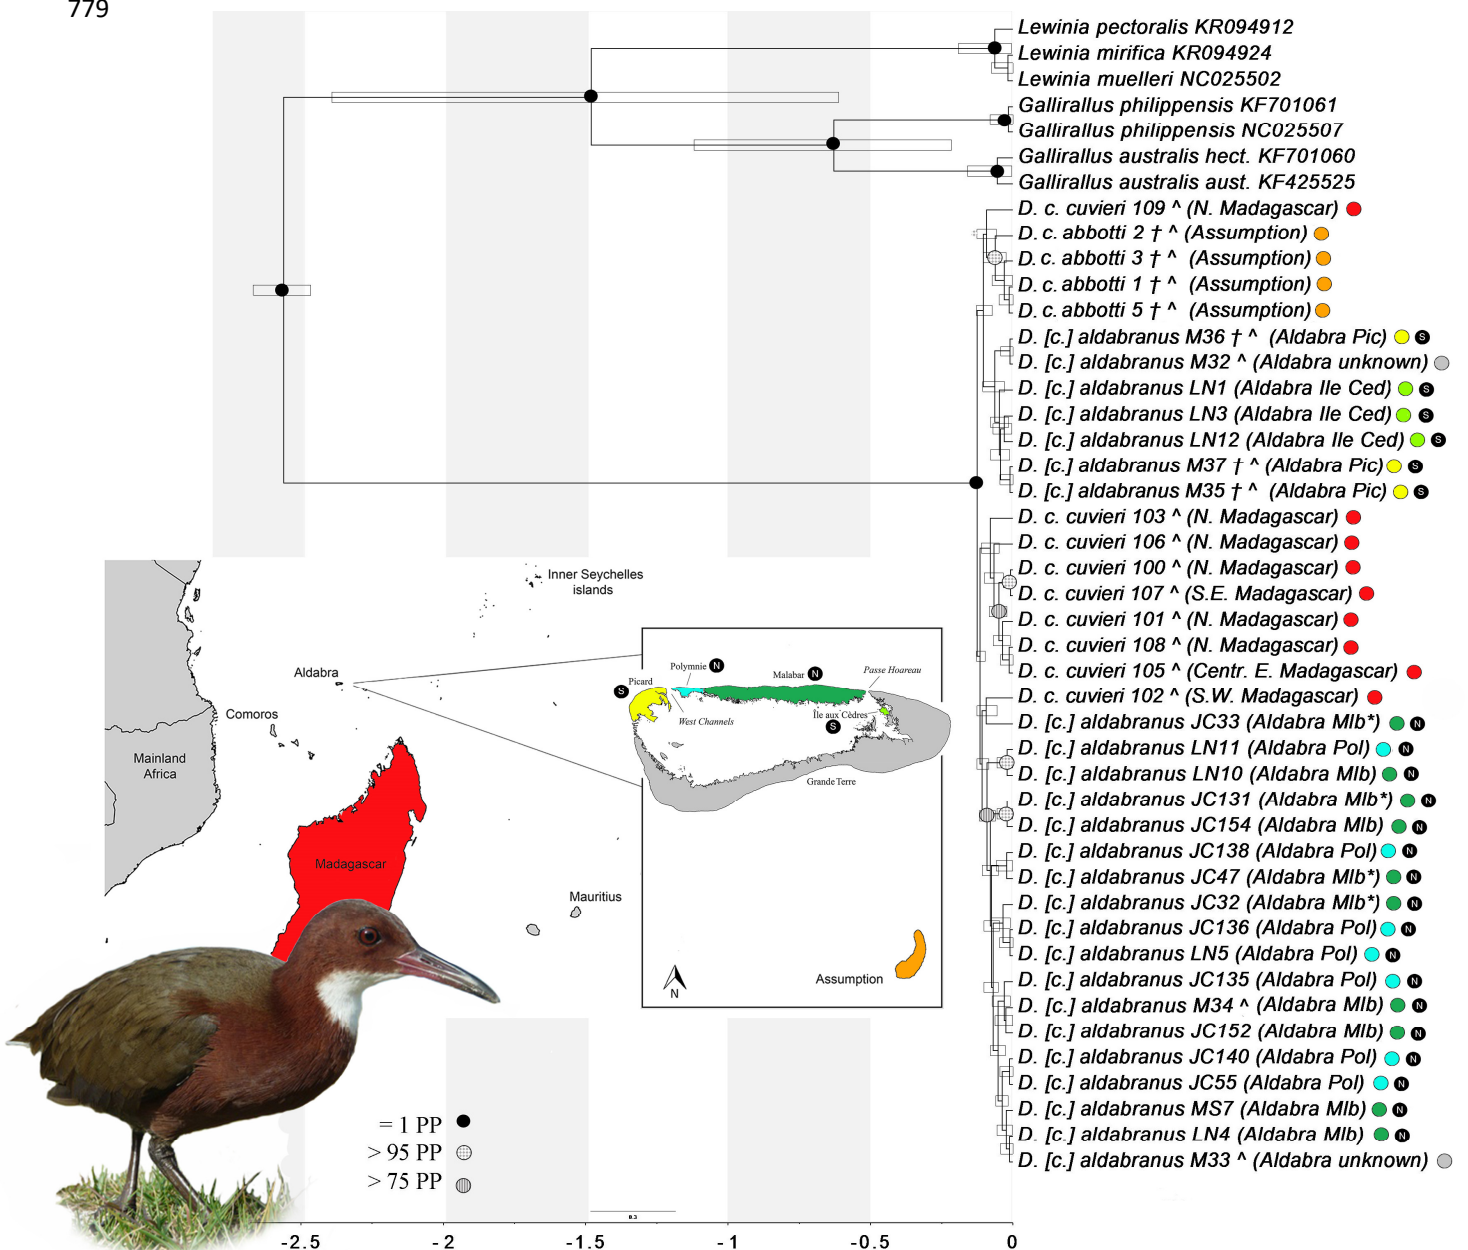 779
Lewinia pectoralis KR094912
Lewinia mirifica KR094924
Lewinia muelleri NC025502
Gallirallus philippensis KF701061
Gallirallus philippensis NC025507
Gallirallus australis hect. KF701060
Gallirallus australis aust. KF425525
D. c. cuvieri 109 ^ (N. Madagascar)
D. c. abbotti 2 † ^ (Assumption)
D. c. abbotti 3 † ^ (Assumption)
D. c. abbotti 1 † ^ (Assumption)
D. c. abbotti 5 † ^ (Assumption)
D. [c.] aldabranus M36 † ^ (Aldabra Pic) S
D. [c.] aldabranus M32 ^ (Aldabra unknown)
D. [c.] aldabranus LN1 (Aldabra Ile Ced) S
D. [c.] aldabranus LN3 (Aldabra Ile Ced) S
D. [c.] aldabranus LN12 (Aldabra Ile Ced) S
D. [c.] aldabranus M37 † ^ (Aldabra Pic) S
D. [c.] aldabranus M35 † ^ (Aldabra Pic) S
D. c. cuvieri 103 ^ (N. Madagascar)
D. c. cuvieri 106 ^ (N. Madagascar)
D. c. cuvieri 100 ^ (N. Madagascar)
D. c. cuvieri 107 ^ (S.E. Madagascar)
D. c. cuvieri 101 ^ (N. Madagascar)
D. c. cuvieri 108 ^ (N. Madagascar)
D. c. cuvieri 105 ^ (Centr. E. Madagascar)
D. c. cuvieri 102 ^ (S.W. Madagascar)
D. [c.] aldabranus JC33 (Aldabra Mlb*) N
D. [c.] aldabranus LN11 (Aldabra Pol) N
D. [c.] aldabranus LN10 (Aldabra Mlb) N
D. [c.] aldabranus JC131 (Aldabra Mlb*) N
D. [c.] aldabranus JC154 (Aldabra Mlb) N
D. [c.] aldabranus JC138 (Aldabra Pol) N
D. [c.] aldabranus JC47 (Aldabra Mlb*) N
D. [c.] aldabranus JC32 (Aldabra Mlb*) N
D. [c.] aldabranus JC136 (Aldabra Pol) N
D. [c.] aldabranus LN5 (Aldabra Pol) N
D. [c.] aldabranus JC135 (Aldabra Pol) N
D. [c.] aldabranus M34 ^ (Aldabra Mlb) N
D. [c.] aldabranus JC152 (Aldabra Mlb) N
D. [c.] aldabranus JC140 (Aldabra Pol) N
D. [c.] aldabranus JC55 (Aldabra Pol) N
D. [c.] aldabranus MS7 (Aldabra Mlb) N
D. [c.] aldabranus LN4 (Aldabra Mlb) N
D. [c.] aldabranus M33 ^ (Aldabra unknown)
Inner Seychelles
islands
Aldabra
Comoros
Mainland
Africa
Madagascar
Mauritius
Polymnie N
Malabar N
Passe Hoareau
S Picard
West Channels
Île aux Cèdres
S
Grande Terre
Assumption
N
= 1 PP
> 95 PP
> 75 PP
0.3
-2.5
-2
-1.5
-1
-0.5
0